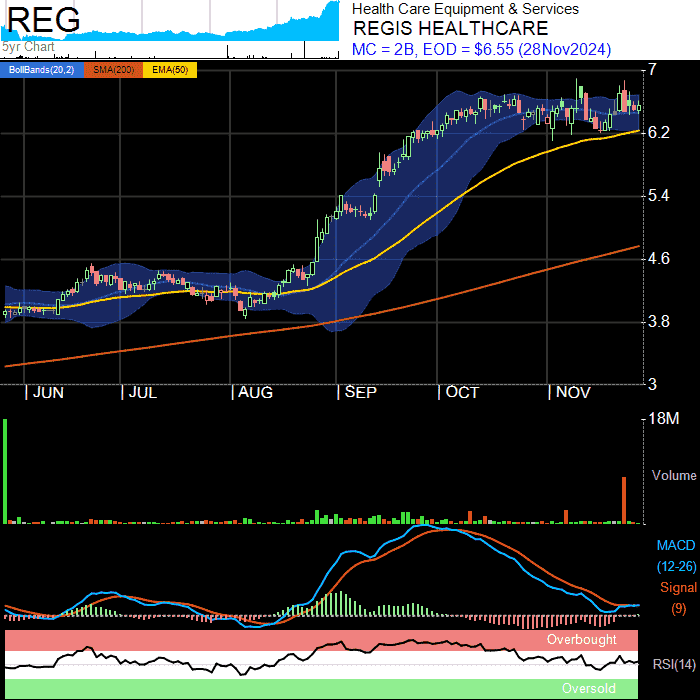 REG
5yr Chart
Health Care Equipment & Services
REGIS HEALTHCARE
MC = 2B, EOD = $6.55 (28Nov2024)
BollBands(20,2) SMA(200) EMA(50)
7
6.2
5.4
4.6
3.8
3
JUN JUL AUG SEP OCT NOV
18M
Volume
MACD
(12-26)
Signal
(9)
Overbought
RSI(14)
Oversold